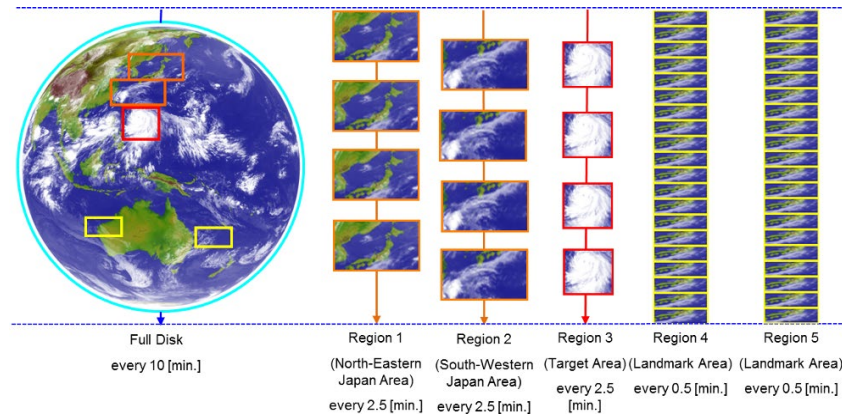 Full Disk
every 10 [min.]
Region 1
(North-Eastern
Japan Area)
every 2.5 [min.]
Region 2
(South-Western
Japan Area)
every 2.5 [min.]
Region 3
(Target Area)
every 2.5
[min.]
Region 4
(Landmark Area)
every 0.5 [min.]
Region 5
(Landmark Area)
every 0.5 [min.]